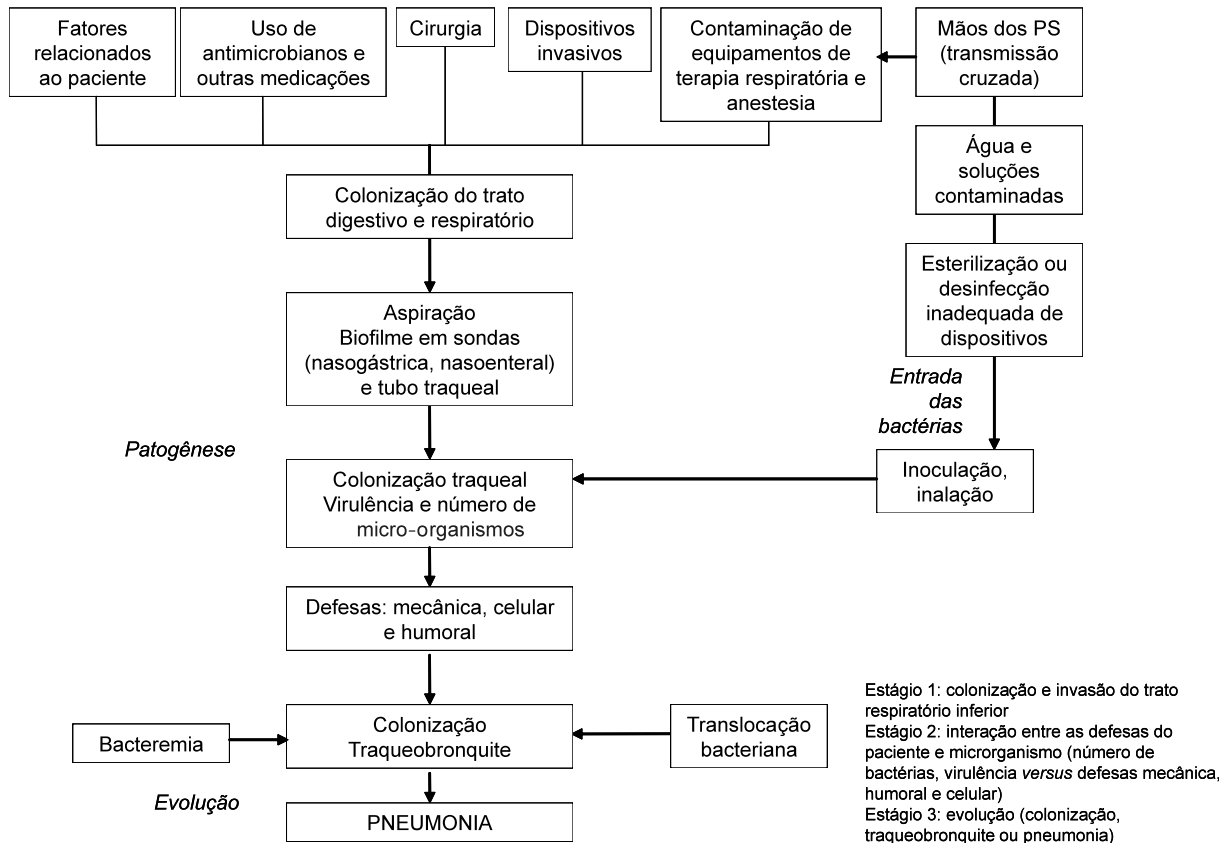 Fatores
relacionados
ao paciente
Uso de
antimicrobianos e
outras medicações
Cirurgia
Dispositivos
invasivos
Contaminação de
equipamentos de
terapia respiratória e
anestesia
Mãos dos PS
(transmissão
cruzada)
Água e
soluções
contaminadas
Colonização do trato
digestivo e respiratório
Esterilização ou
desinfecção
inadequada de
dispositivos
Aspiração
Biofilme em sondas
(nasogástrica, nasoenteral)
e tubo traqueal
Entrada
das
bactérias
Patogênese
Colonização traqueal
Virulência e número de
micro-organismos
Inoculação,
inalação
Defesas: mecânica, celular
e humoral
Bacteremia
Colonização
Traqueobronquite
Translocação
bacteriana
Evolução
PNEUMONIA
Estágio 1: colonização e invasão do trato
respiratório inferior
Estágio 2: interação entre as defesas do
paciente e microrganismo (número de
bactérias, virulência versus defesas mecânica,
humoral e celular)
Estágio 3: evolução (colonização,
traqueobronquite ou pneumonia)